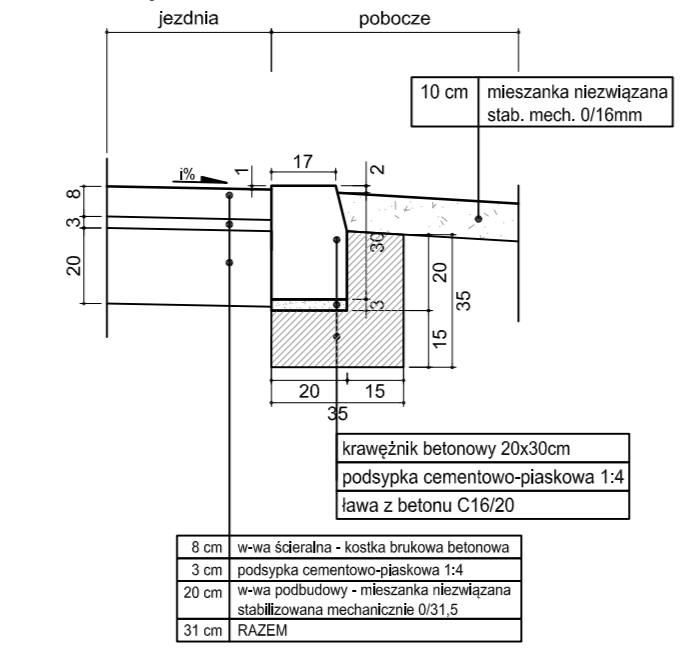 jezdnia
pobocze
10 cm mieszanka niezwiązana
stab. mech. 0/16mm
i%
1
17
2
8
3
20
30
3
20
15
35
20
15
35
krawężnik betonowy 20x30cm
podsypka cementowo-piaskowa 1:4
ława z betonu C16/20
8 cm w-wa ścieralna - kostka brukowa betonowa
3 cm podsypka cementowo-piaskowa 1:4
20 cm w-wa podbudowy - mieszanka niezwiązana
stabilizowana mechanicznie 0/31,5
31 cm RAZEM